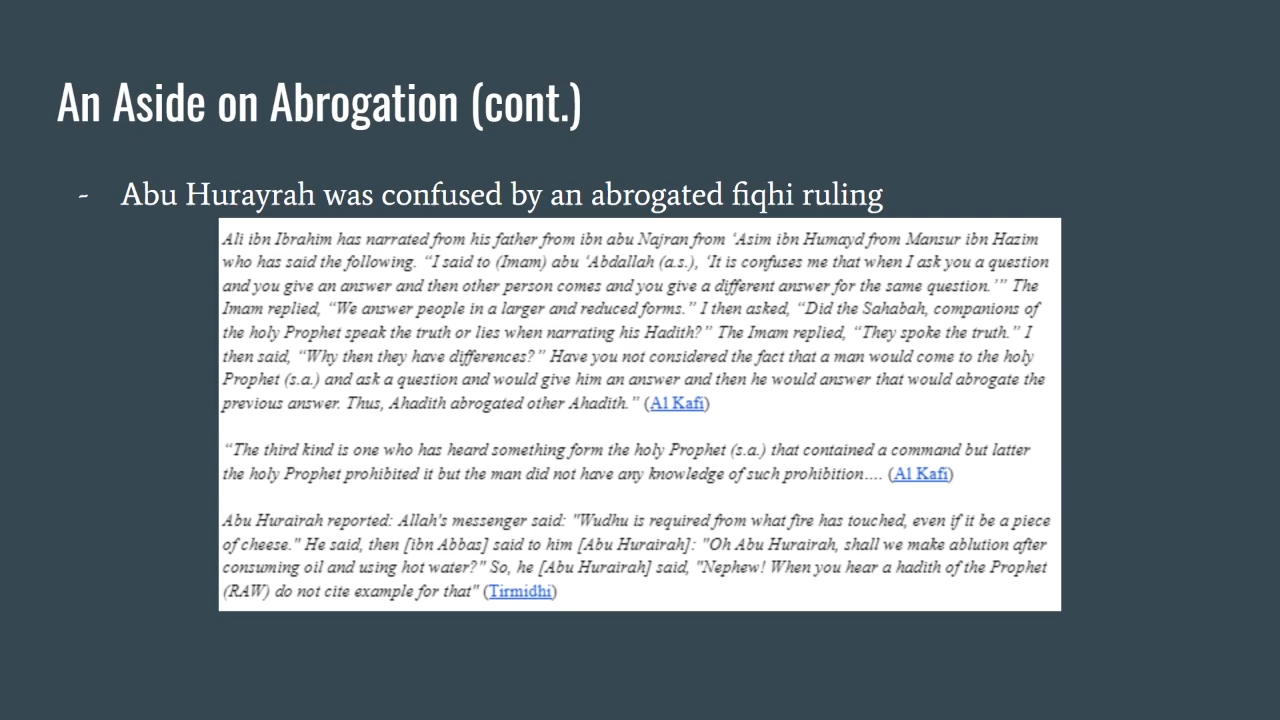 An Aside on Abrogation (cont.)
- Abu Hurayrah was confused by an abrogated fiqhi ruling
Ali ibn Ibrahim has narrated from his father from ibn abu Najran from ‘Asim ibn Humayd from Mansur ibn Hazim
who has said the following. “I said to (Imam) abu ‘Abdallah (a.s.), ‘It is confuses me that when I ask you a question
and you give an answer and then other person comes and you give a different answer for the same question.’” The
Imam replied, “We answer people in a larger and reduced forms.” I then asked, “Did the Sahabah, companions of
the holy Prophet speak the truth or lies when narrating his Hadith?” The Imam replied, “They spoke the truth.” I
then said, “Why then they have differences?” Have you not considered the fact that a man would come to the holy
Prophet (s.a.) and ask a question and would give him an answer and then he would answer that would abrogate the
previous answer. Thus, Ahadith abrogated other Ahadith.” (Al Kafi)
“The third kind is one who has heard something form the holy Prophet (s.a.) that contained a command but latter
the holy Prophet prohibited it but the man did not have any knowledge of such prohibition.... (Al Kafi)
Abu Hurairah reported: Allah's messenger said: "Wudhu is required from what fire has touched, even if it be a piece
of cheese." He said, then [ibn Abbas] said to him [Abu Hurairah]: "Oh Abu Hurairah, shall we make ablution after
consuming oil and using hot water?" So, he [Abu Hurairah] said, "Nephew! When you hear a hadith of the Prophet
(RAW) do not cite example for that" (Tirmidhi)